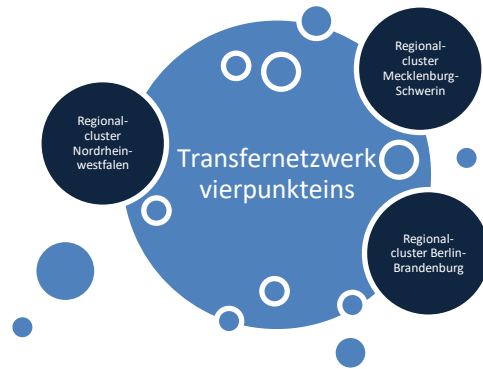 Regional-
cluster
Mecklenburg-
Schwerin
Regional-
cluster
Nordrhein-
westfalen
Transfernetzwerk
vierpunkteins
Regional-
cluster Berlin-
Brandenburg